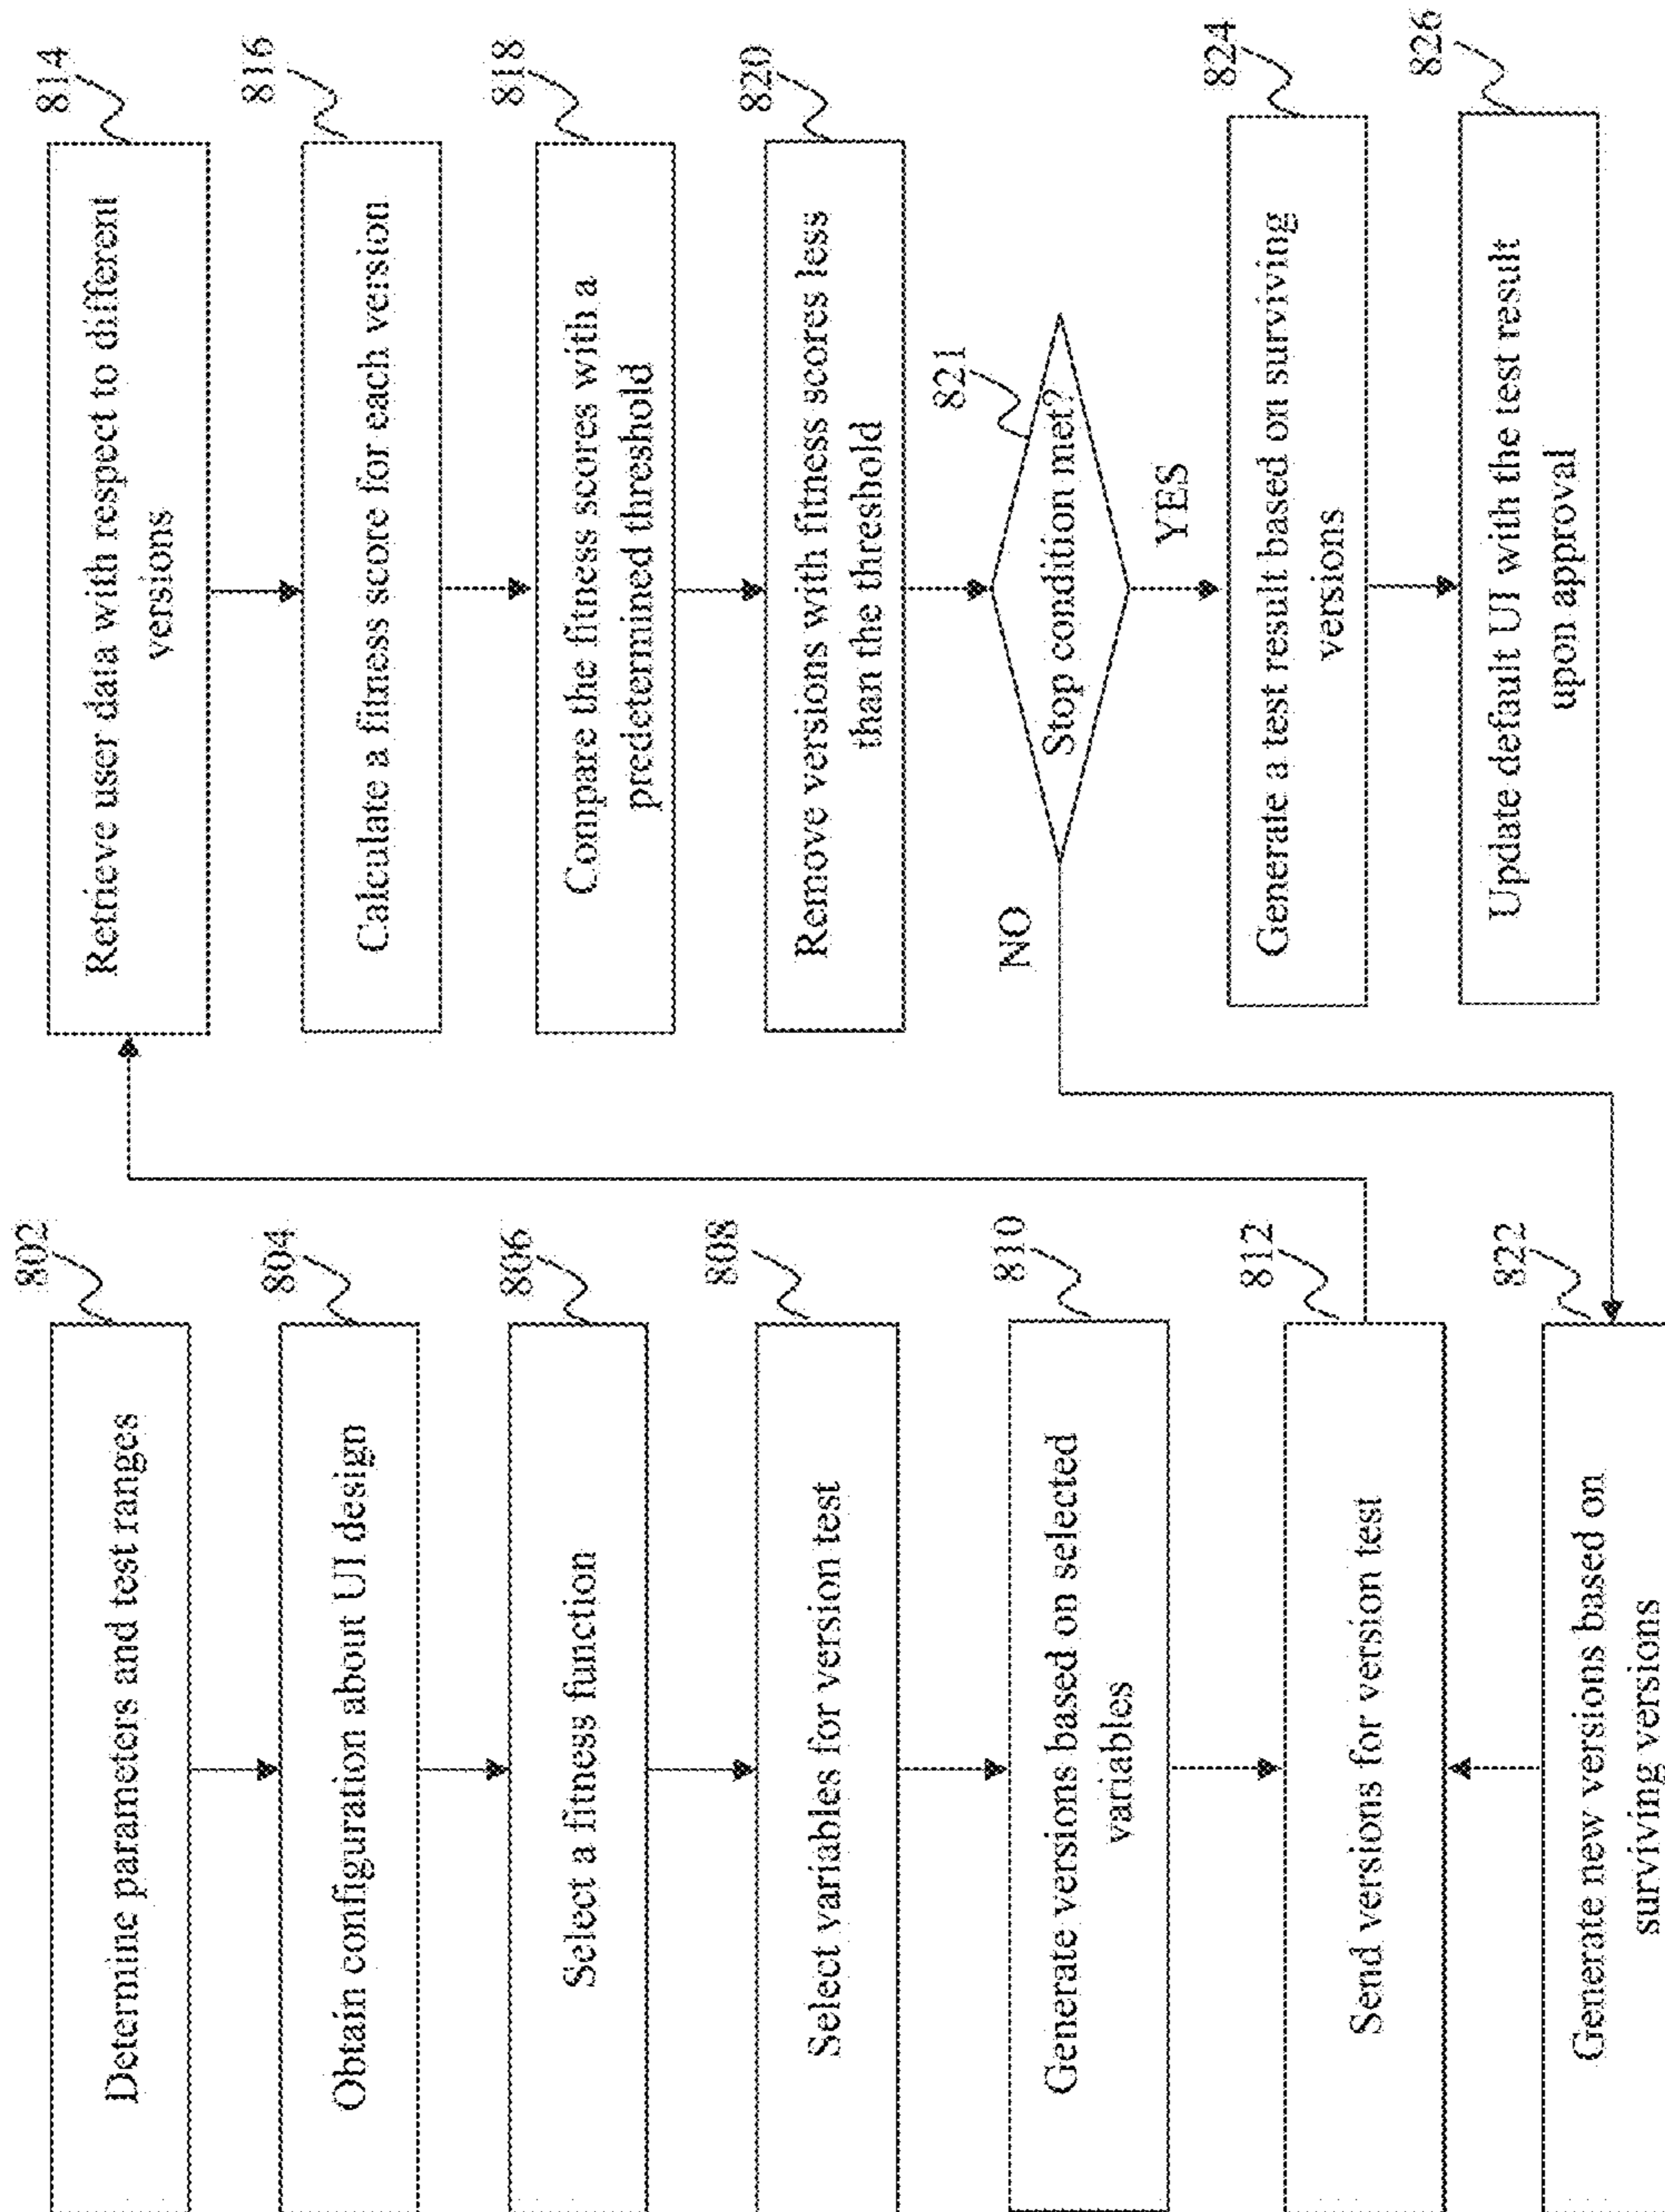 802
Determine parameters and test ranges
804
Obtain configuration about UI design
806
Select a fitness function
808
Select variables for version test
810
Generate versions based on selected
variables
812
Send versions for version test
822
Generate new versions based on
surviving versions
814
Retrieve user data with respect to different
versions
816
Calculate a fitness score for each version
818
Compare the fitness scores with a
predetermined threshold
820
Remove versions with fitness scores less
than the threshold
821
Stop condition met?
NO
YES
824
Generate a test result based on surviving
versions
826
Update default UI with the test result
upon approval